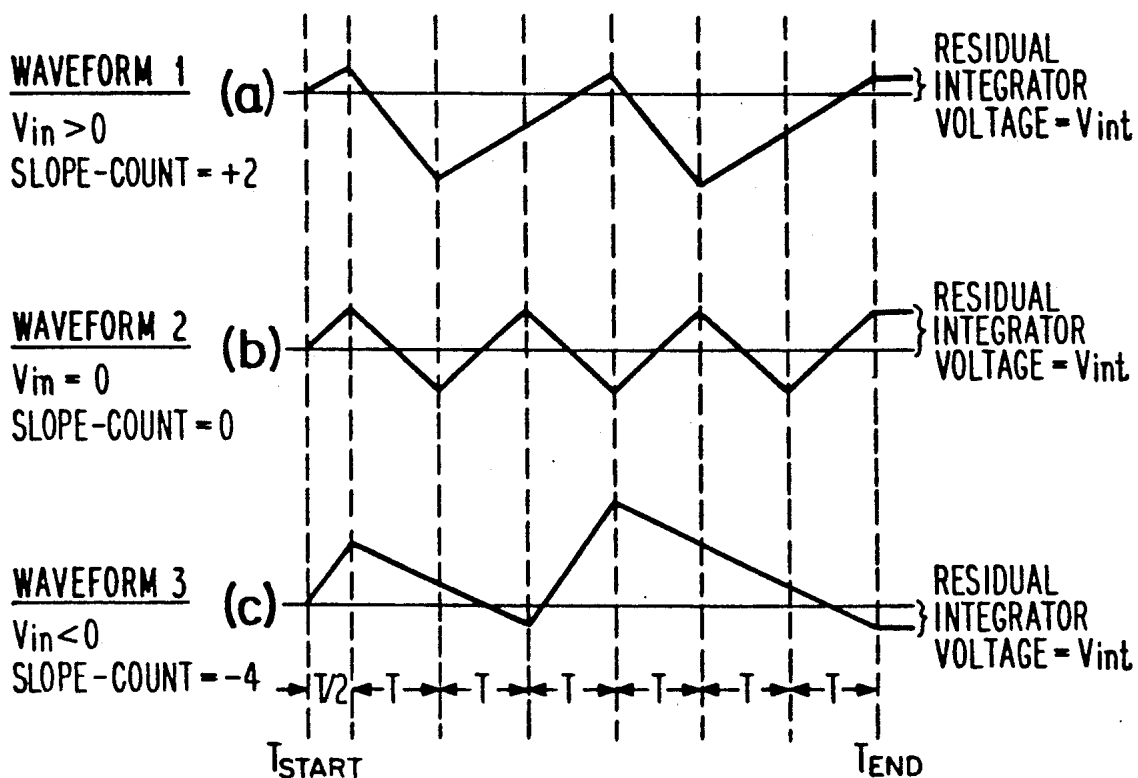 WAVEFORM 1
Vin >0
SLOPE-COUNT = +2
(a)
RESIDUAL
INTEGRATOR
VOLTAGE = Vint
WAVEFORM 2
Vin = 0
SLOPE-COUNT = 0
(b)
RESIDUAL
INTEGRATOR
VOLTAGE = Vint
WAVEFORM 3
Vin<0
SLOPE-COUNT = -4
(c)
RESIDUAL
INTEGRATOR
VOLTAGE = Vint
T/2 T T T T T T
TSTART TEND